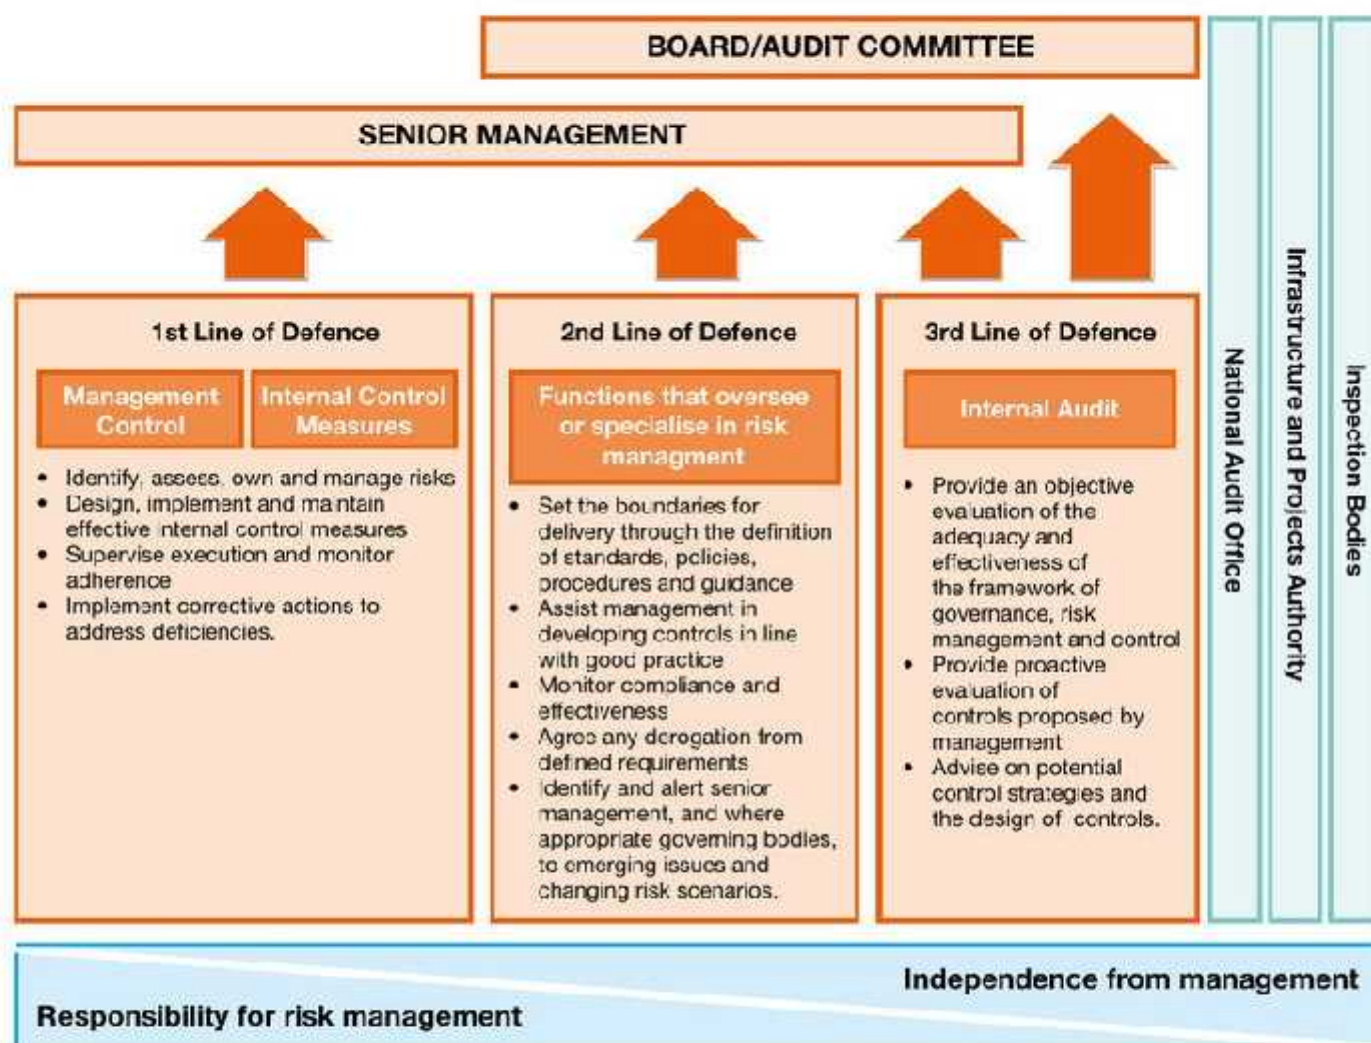 BOARD/AUDIT COMMITTEE
SENIOR MANAGEMENT
1st Line of Defence
Management
Control
Internal Control
Measures
• Identify, assess, own and manage risks
• Design, implement and maintain
effective internal control measures
• Supervise execution and monitor
adherence
• Implement corrective actions to
address deficiencies.
2nd Line of Defence
Functions that oversee
or specialise in risk
managment
• Set the boundaries for
delivery through the definition
of standards, policies,
procedures and guidance
• Assist management in
developing controls in line
with good practice
• Monitor compliance and
effectiveness
• Agree any derogation from
defined requirements
• Identify and alert senior
management, and where
appropriate governing bodies,
to emerging issues and
changing risk scenarios.
3rd Line of Defence
Internal Audit
• Provide an objective
evaluation of the
adequacy and
effectiveness of
the framework of
governance, risk
management and control
• Provide proactive
evaluation of
controls proposed by
management
• Advise on potential
control strategies and
the design of controls.
National Audit Office
Infrastructure and Projects Authority
Inspection Bodies
Independence from management
Responsibility for risk management